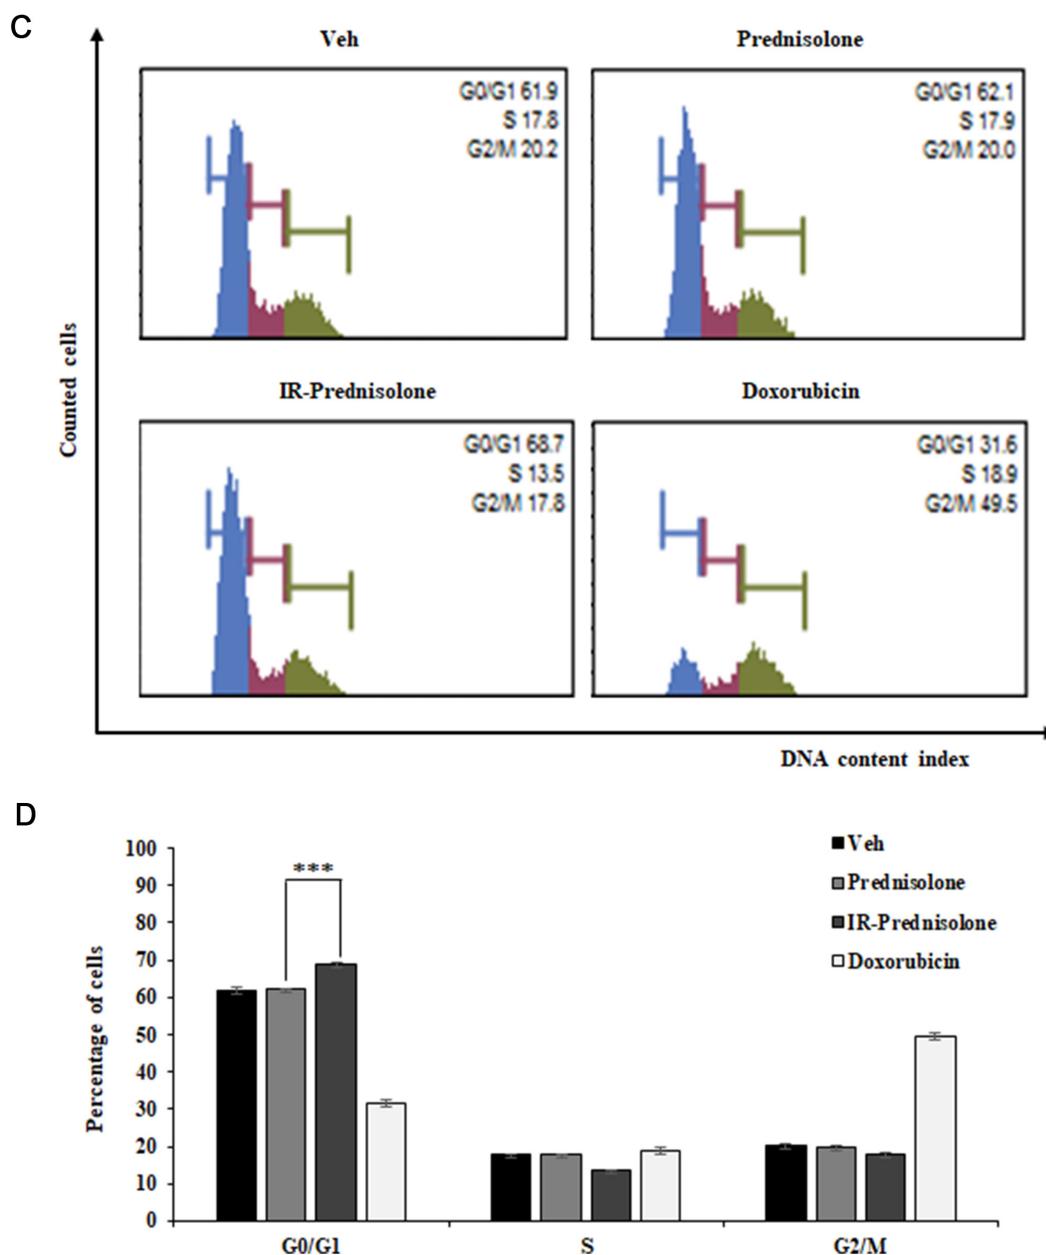 C
Veh
G0/G1 61.9
S 17.8
G2/M 20.2
Prednisolone
G0/G1 62.1
S 17.9
G2/M 20.0
Counted cells
IR-Prednisolone
G0/G1 68.7
S 13.5
G2/M 17.8
Doxorubicin
G0/G1 31.6
S 18.9
G2/M 49.5
DNA content index
D
Percentage of cells
100
90
80
70
60
50
40
30
20
10
0
***
Veh
Prednisolone
IR-Prednisolone
Doxorubicin
G0/G1
S
G2/M